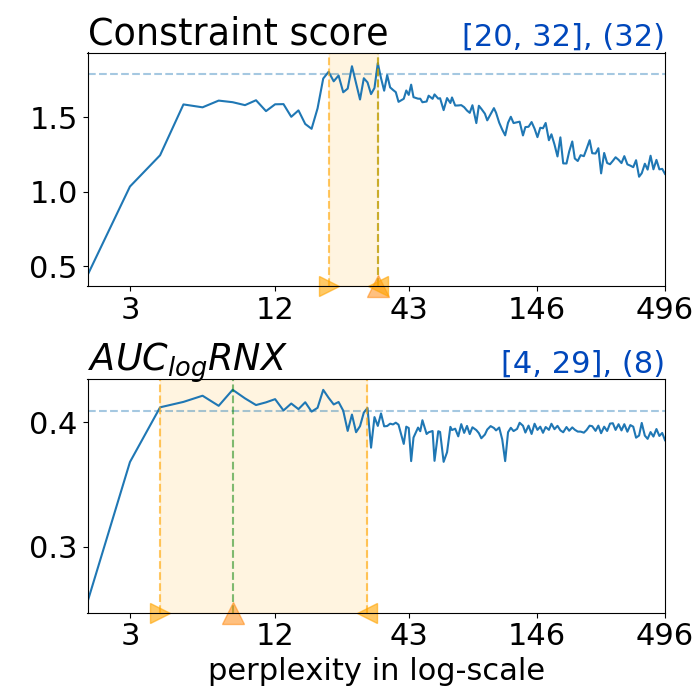 Constraint score [20, 32], (32)
1.5
1.0
0.5
3 12 43 146 496
AUC_logRNX [4, 29], (8)
0.4
0.3
3 12 43 146 496
perplexity in log-scale